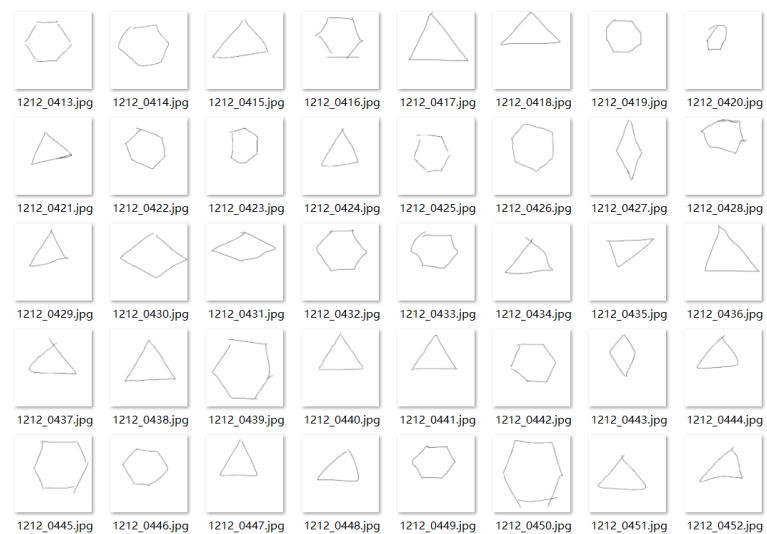 1212_0413.jpg 1212_0414.jpg 1212_0415.jpg 1212_0416.jpg 1212_0417.jpg 1212_0418.jpg 1212_0419.jpg 1212_0420.jpg
1212_0421.jpg 1212_0422.jpg 1212_0423.jpg 1212_0424.jpg 1212_0425.jpg 1212_0426.jpg 1212_0427.jpg 1212_0428.jpg
1212_0429.jpg 1212_0430.jpg 1212_0431.jpg 1212_0432.jpg 1212_0433.jpg 1212_0434.jpg 1212_0435.jpg 1212_0436.jpg
1212_0437.jpg 1212_0438.jpg 1212_0439.jpg 1212_0440.jpg 1212_0441.jpg 1212_0442.jpg 1212_0443.jpg 1212_0444.jpg
1212_0445.jpg 1212_0446.jpg 1212_0447.jpg 1212_0448.jpg 1212_0449.jpg 1212_0450.jpg 1212_0451.jpg 1212_0452.jpg